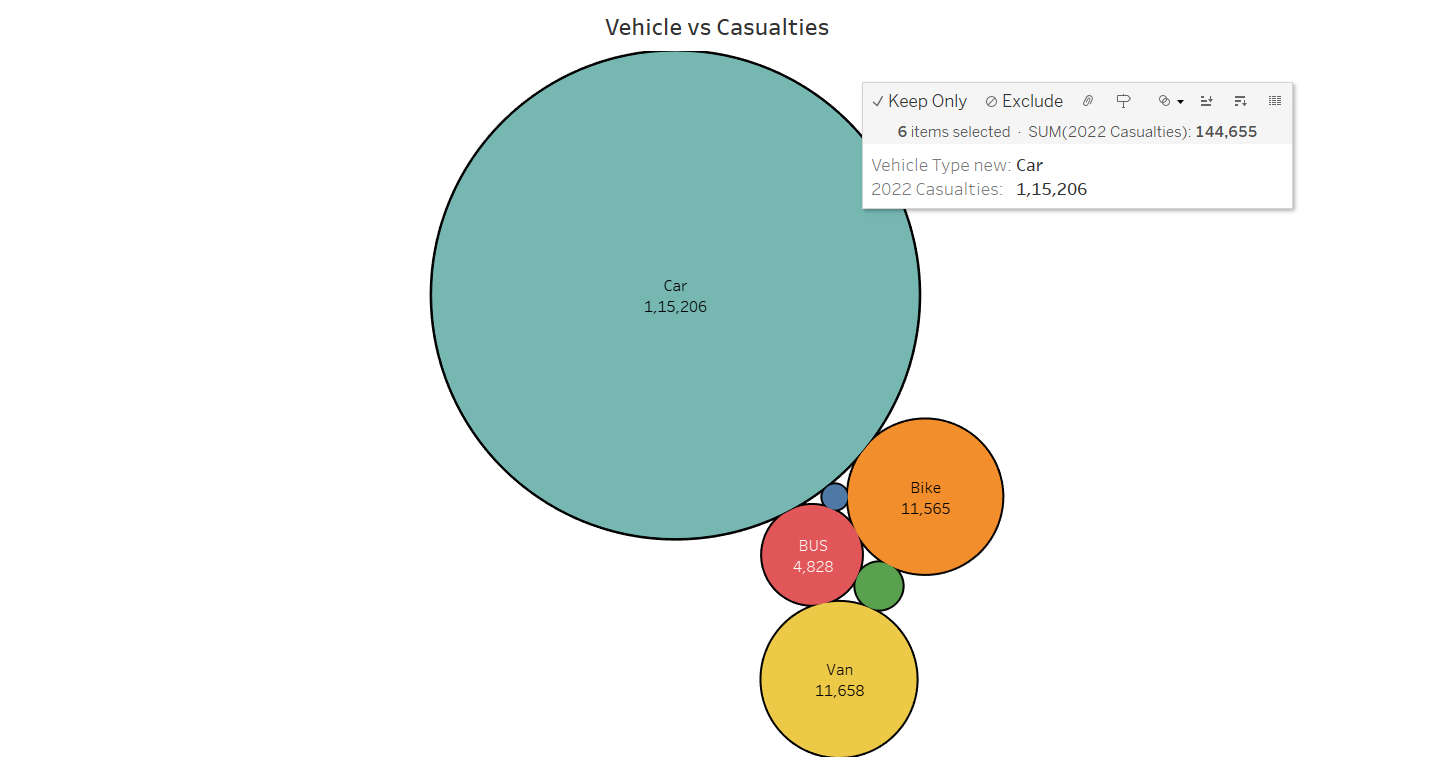 Vehicle vs Casualties
Keep Only Exclude
6 items selected · SUM(2022 Casualties): 144,655
Vehicle Type new: Car
2022 Casualties: 1,15,206
Car
1,15,206
Bike
11,565
BUS
4,828
Van
11,658